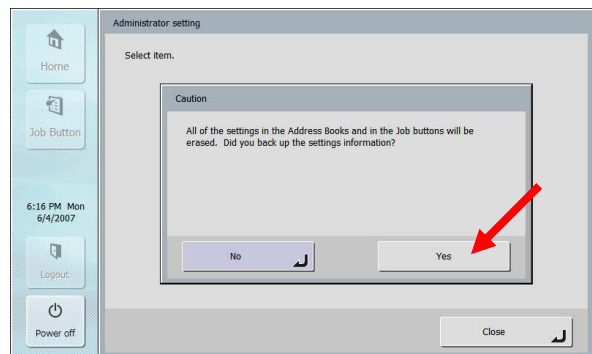 Administrator setting
Home
Select item.
Job Button
Caution
All of the settings in the Address Books and in the Job buttons will be
erased. Did you back up the settings information?
6:16 PM Mon
6/4/2007
No
Yes
Logout
Power off
Close